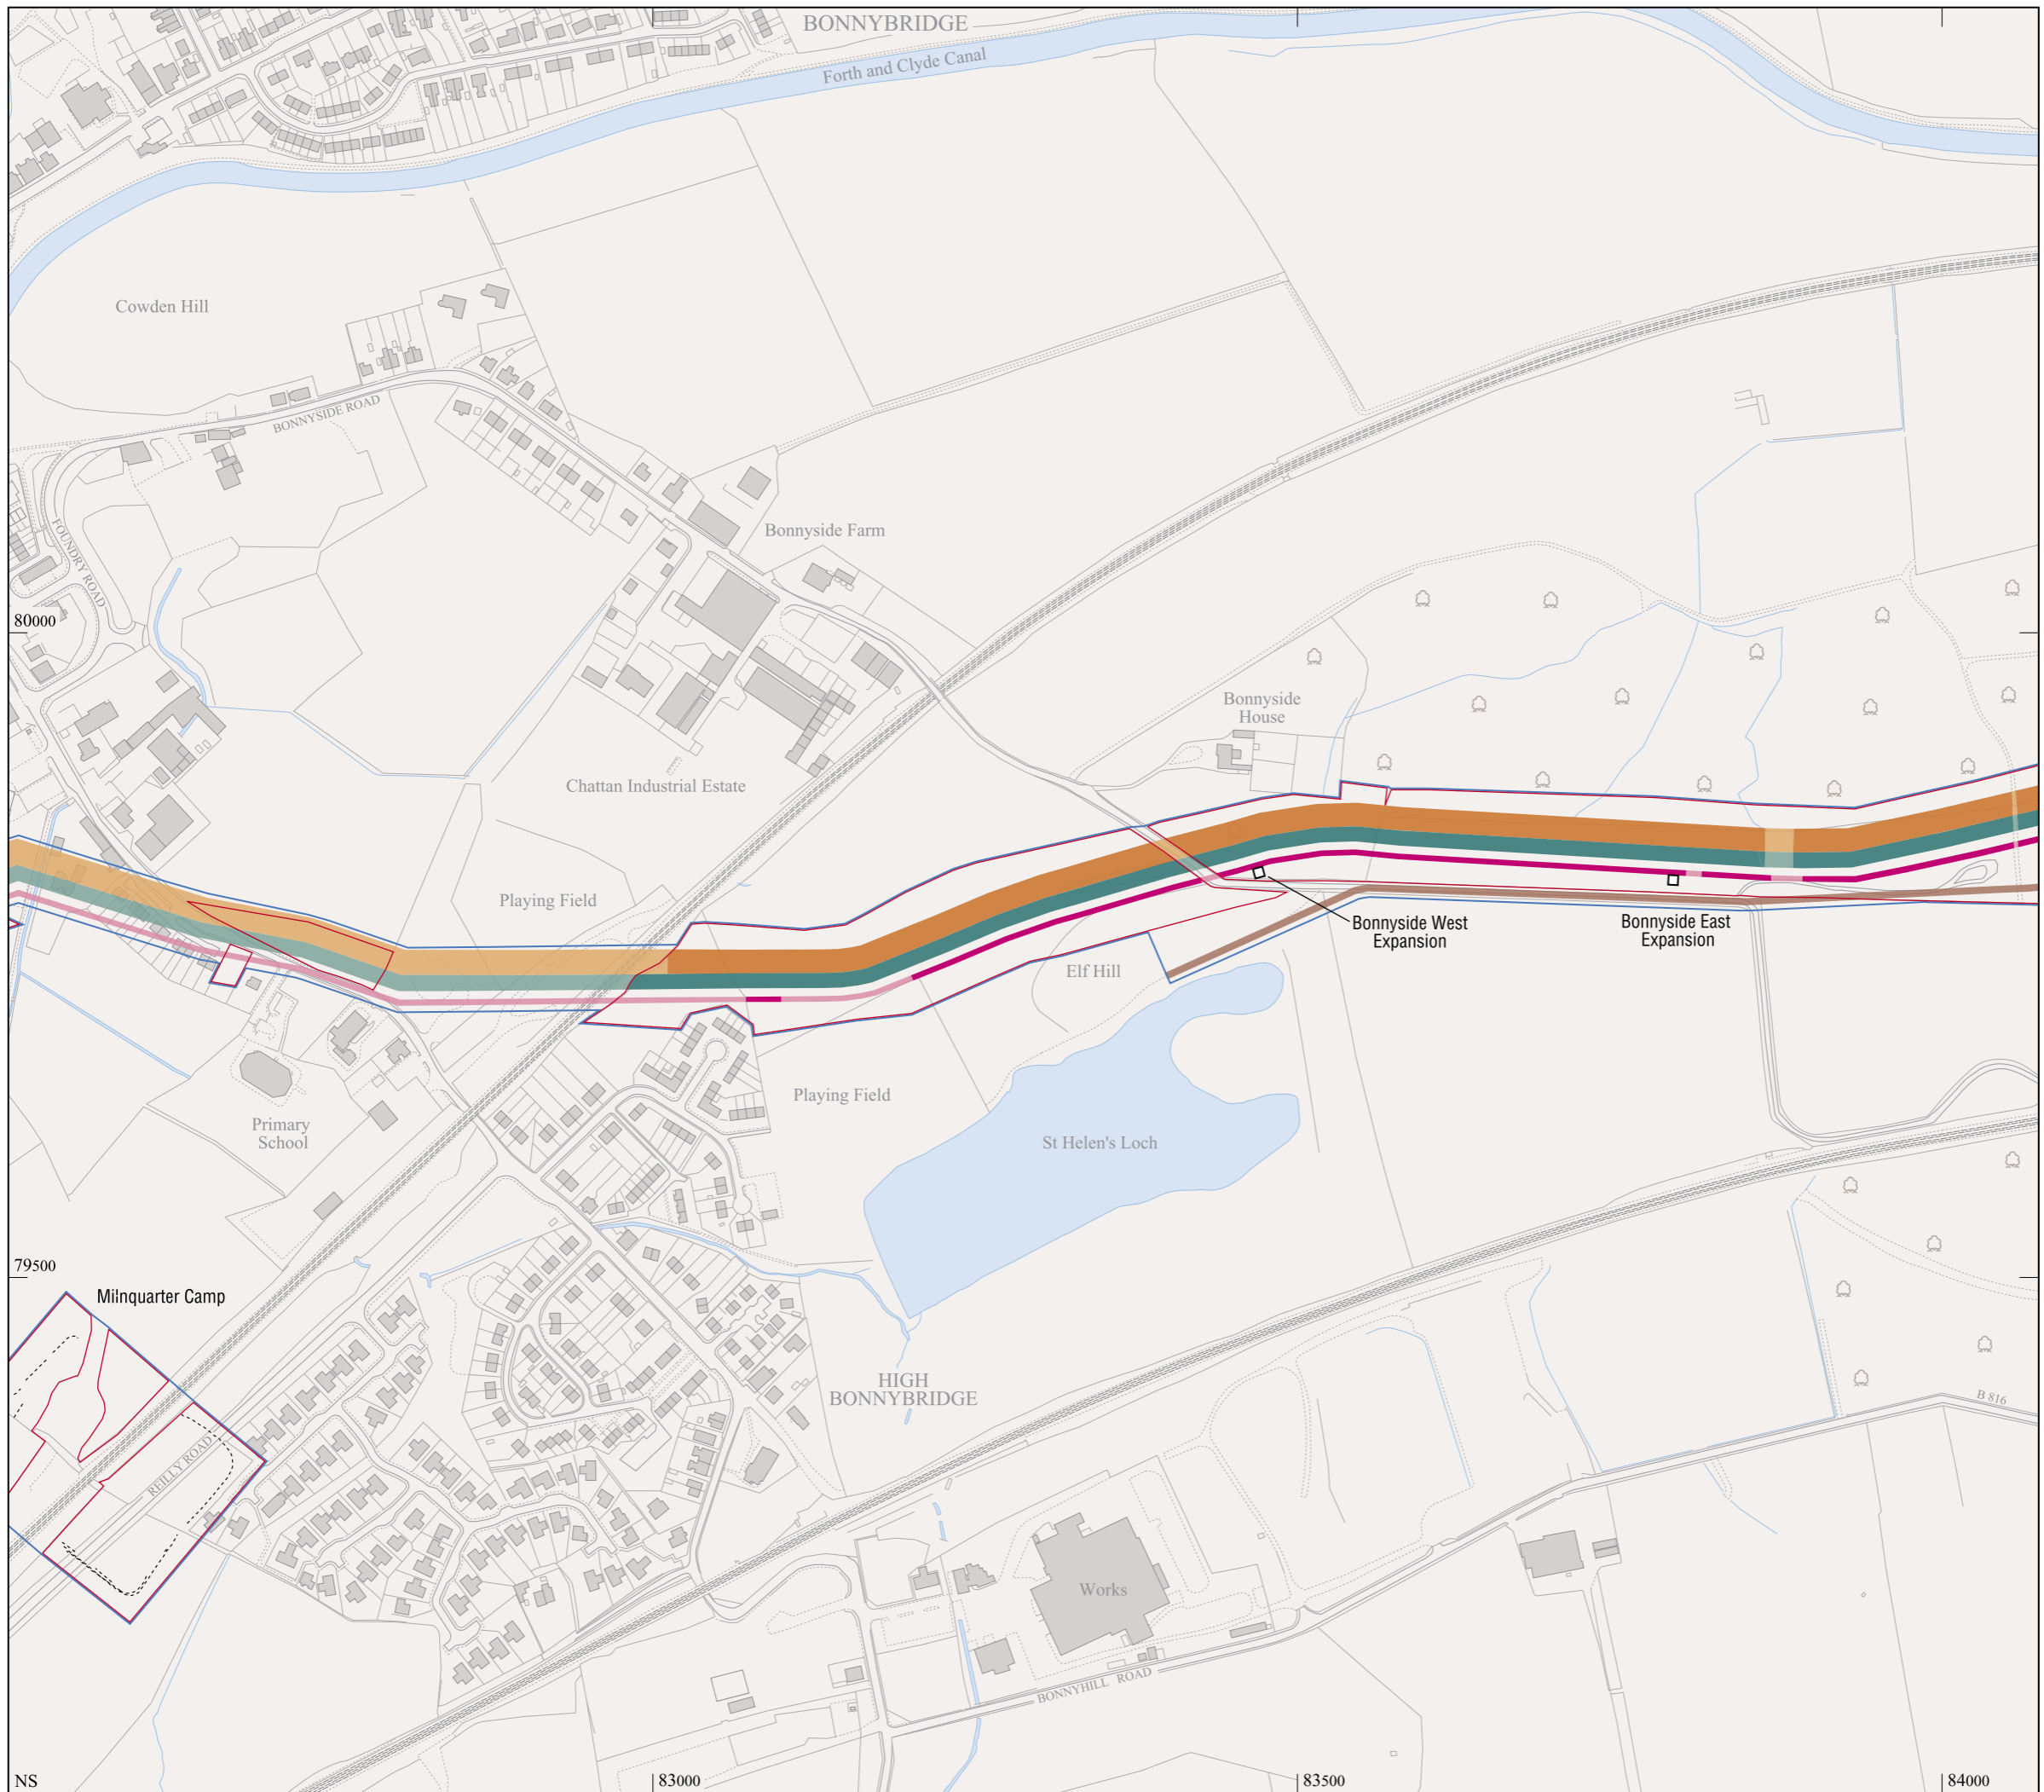 BONNYBRIDGE
Forth and Clyde Canal
Cowden Hill
BONNYSIDE ROAD
FOUNDRY ROAD
Bonnyside Farm
80000
Bonnyside
House
Chattan Industrial Estate
Playing Field
Bonnyside West
Expansion
Bonnyside East
Expansion
Elf Hill
Playing Field
Primary
School
St Helen's Loch
79500
Milnquarter Camp
HIGH
BONNYBRIDGE
B 816
REILLY ROAD
Works
BONNYHILL ROAD
NS
83000
83500
84000